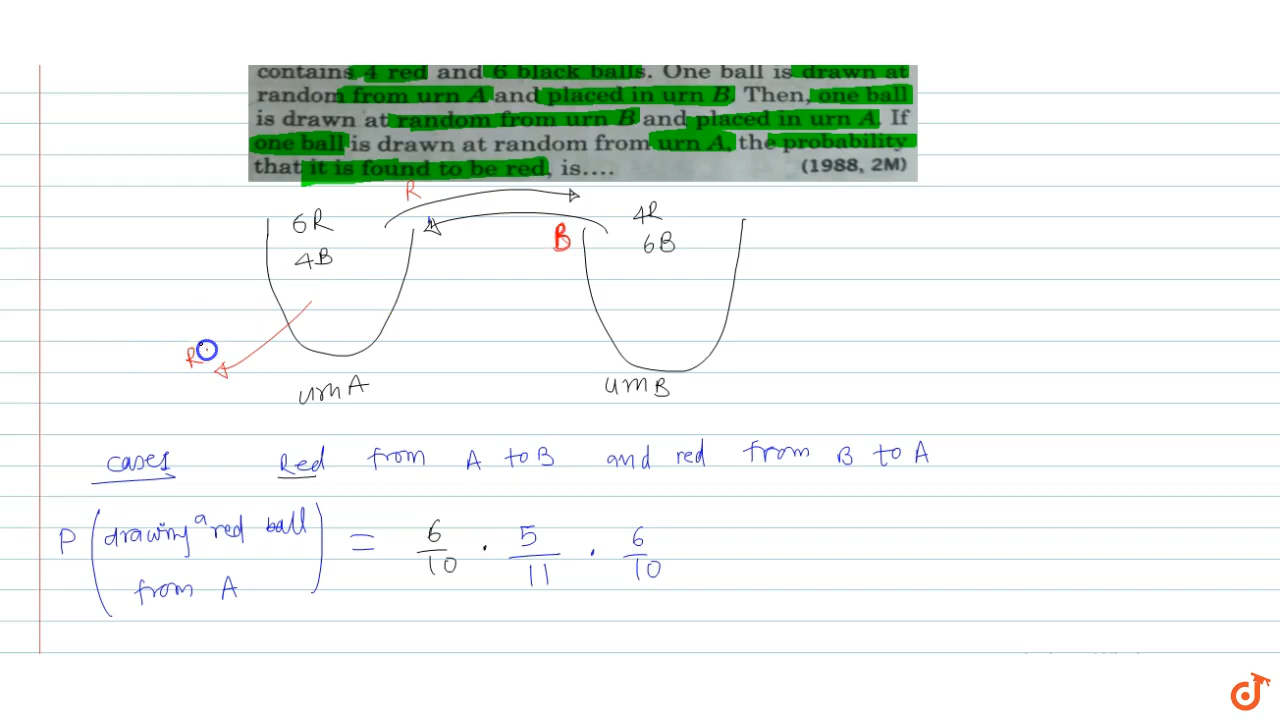 contains 4 red and 6 black balls. One ball is drawn at
random from urn A and placed in urn B. Then, one ball
is drawn at random from urn B and placed in urn A. If
one ball is drawn at random from urn A, the probability
that it is found to be red, is.... (1988, 2M)
R
6R
4B
B
4R
6B
R
urn A
urn B
cases Red from A to B and red from B to A
P (drawing a red ball from A) = 6/10 . 5/11 . 6/10